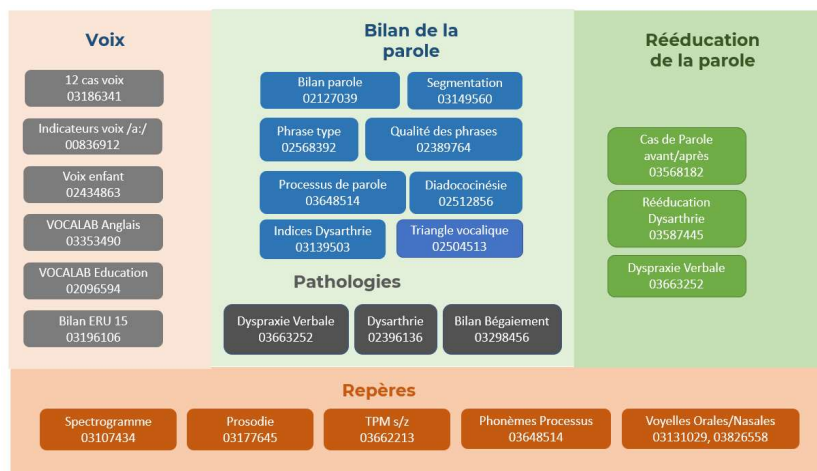 Voix
12 cas voix
03186341
Indicateurs voix /a:/
00836912
Voix enfant
02434863
VOCALAB Anglais
03353490
VOCALAB Education
02096594
Bilan ERU 15
03196106
Bilan de la
parole
Bilan parole
02127039
Segmentation
03149560
Phrase type
02568392
Qualité des phrases
02389764
Processus de parole
03648514
Diadococinésie
02512856
Indices Dysarthrie
03139503
Triangle vocalique
02504513
Pathologies
Dyspraxie Verbale
03663252
Dysarthrie
02396136
Bilan Bégaiement
03298456
Rééducation
de la parole
Cas de Parole
avant/après
03568182
Rééducation
Dysarthrie
03587445
Dyspraxie Verbale
03663252
Repères
Spectrogramme
03107434
Prosodie
03177645
TPM s/z
03662213
Phonèmes Processus
03648514
Voyelles Orales/Nasales
03131029, 03826558